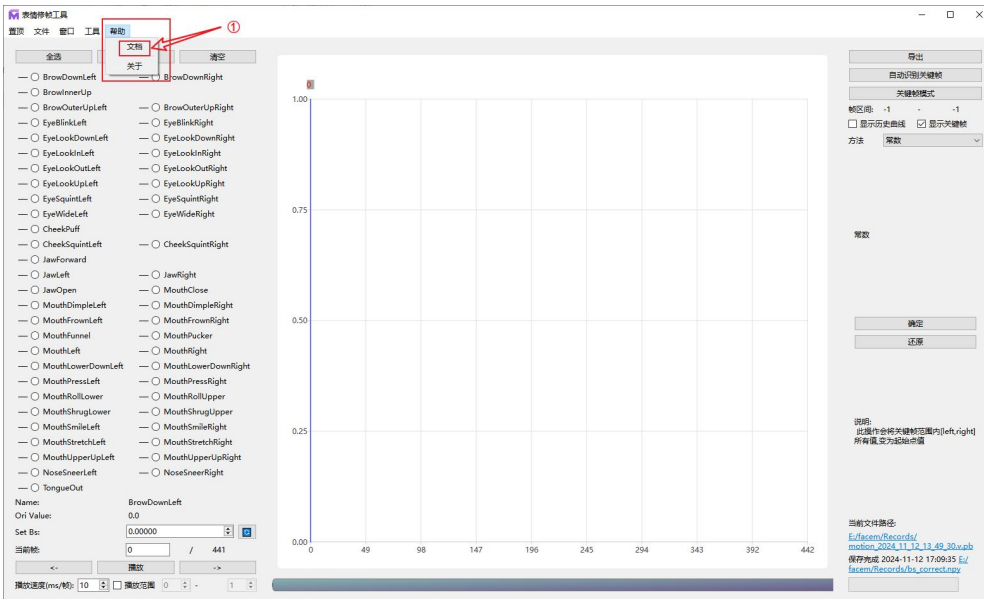 表情修帧工具
置顶 文件 窗口 工具 帮助
①
文档
关于
全选 清空
BrowDownLeft BrowDownRight
BrowInnerUp
BrowOuterUpLeft BrowOuterUpRight
EyeBlinkLeft EyeBlinkRight
EyeLookDownLeft EyeLookDownRight
EyeLookInLeft EyeLookInRight
EyeLookOutLeft EyeLookOutRight
EyeLookUpLeft EyeLookUpRight
EyeSquintLeft EyeSquintRight
EyeWideLeft EyeWideRight
CheekPuff
CheekSquintLeft CheekSquintRight
JawForward
JawLeft JawRight
JawOpen MouthClose
MouthDimpleLeft MouthDimpleRight
MouthFrownLeft MouthFrownRight
MouthFunnel MouthPucker
MouthLeft MouthRight
MouthLowerDownLeft MouthLowerDownRight
MouthPressLeft MouthPressRight
MouthRollLower MouthRollUpper
MouthShrugLower MouthShrugUpper
MouthSmileLeft MouthSmileRight
MouthStretchLeft MouthStretchRight
MouthUpperUpLeft MouthUpperUpRight
NoseSneerLeft NoseSneerRight
TongueOut
Name: BrowDownLeft
Ori Value: 0.0
Set Bs: 0.00000
当前帧: 0 / 441
<- 播放 ->
播放速度(ms/帧): 10 播放范围 0 - 1
0
1.00
0.75
0.50
0.25
0.00
0 49 98 147 196 245 294 343 392 442
导出
自动识别关键帧
关键帧模式
帧区间: -1 - -1
显示历史曲线 显示关键帧
方法 常数
常数
确定
还原
说明:
此操作会将关键帧范围内[left,right]
所有值,变为起始点值
当前文件路径:
E:/facem/Records/
motion_2024_11_12_13_49_30.v.pb
保存完成 2024-11-12 17:09:35 E:/
facem/Records/bs_correct.npy